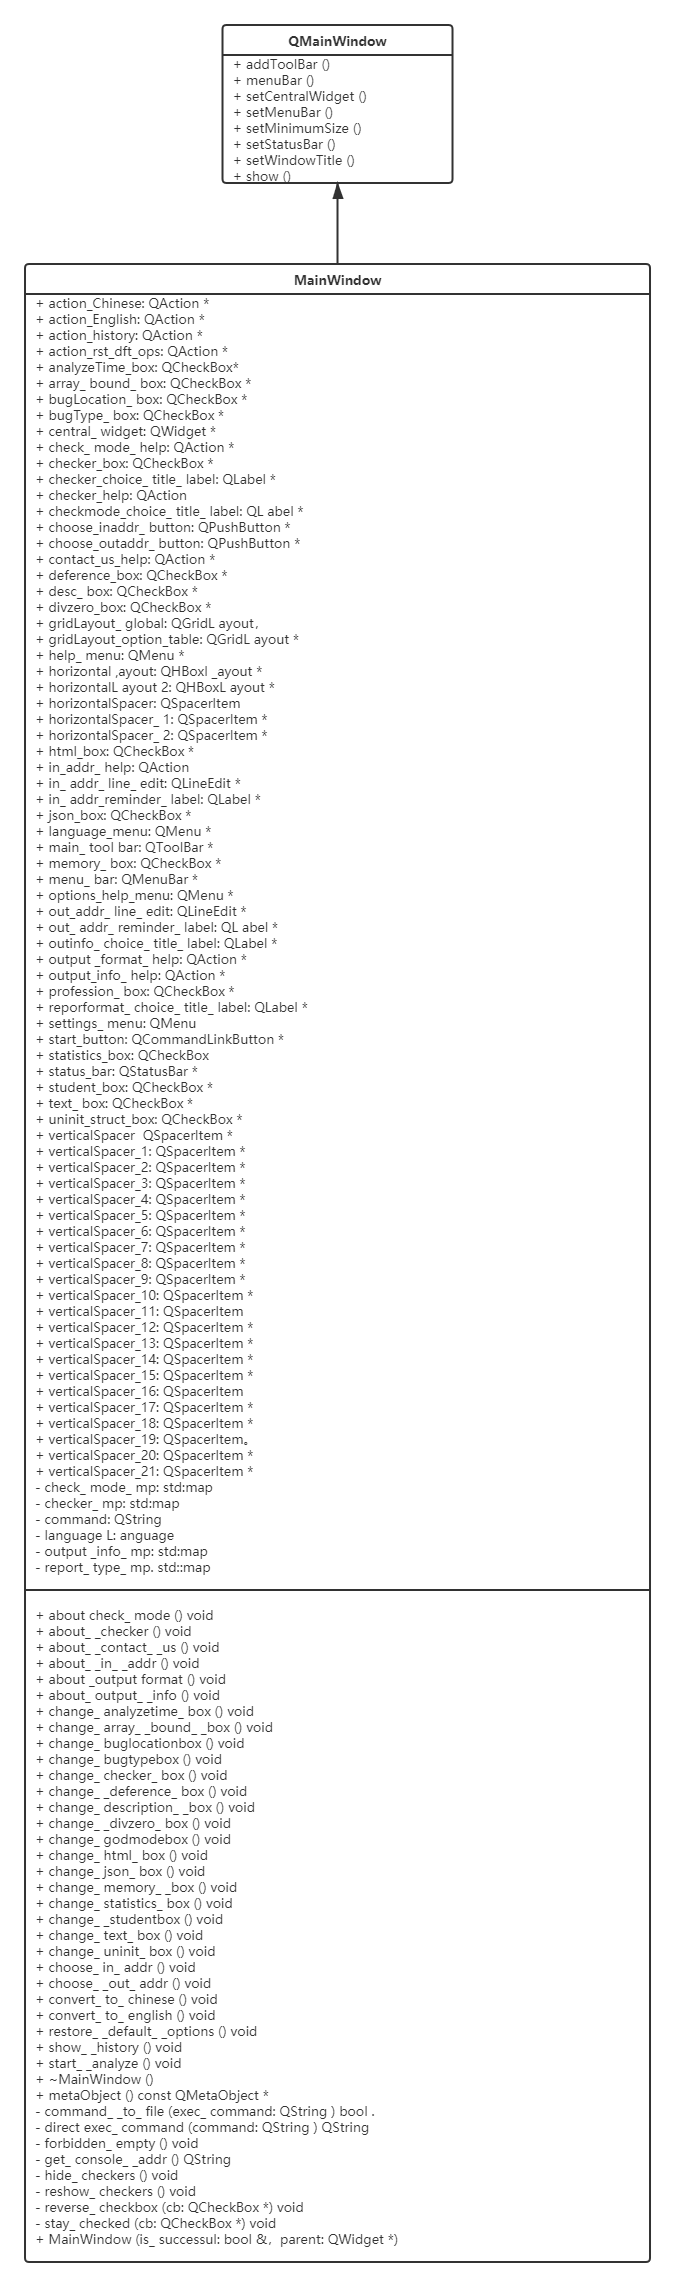 QMainWindow
+ addToolBar ()
+ menuBar ()
+ setCentralWidget ()
+ setMenuBar ()
+ setMinimumSize ()
+ setStatusBar ()
+ setWindowTitle ()
+ show ()
MainWindow
+ action_Chinese: QAction *
+ action_English: QAction *
+ action_history: QAction *
+ action_rst_dft_ops: QAction *
+ analyzeTime_box: QCheckBox*
+ array_ bound_ box: QCheckBox *
+ bugLocation_ box: QCheckBox *
+ bugType_ box: QCheckBox *
+ central_ widget: QWidget *
+ check_ mode_ help: QAction *
+ checker_box: QCheckBox *
+ checker_choice_ title_ label: QLabel *
+ checker_help: QAction
+ checkmode_choice_ title_ label: QL abel *
+ choose_inaddr_ button: QPushButton *
+ choose_outaddr_ button: QPushButton *
+ contact_us_help: QAction *
+ deference_box: QCheckBox *
+ desc_ box: QCheckBox *
+ divzero_box: QCheckBox *
+ gridLayout_ global: QGridL ayout，
+ gridLayout_option_table: QGridL ayout *
+ help_ menu: QMenu *
+ horizontal ,ayout: QHBoxl _ayout *
+ horizontalL ayout 2: QHBoxL ayout *
+ horizontalSpacer: QSpacerItem
+ horizontalSpacer_ 1: QSpacerItem *
+ horizontalSpacer_ 2: QSpacerItem *
+ html_box: QCheckBox *
+ in_addr_ help: QAction
+ in_ addr_ line_ edit: QLineEdit *
+ in_ addr_reminder_ label: QLabel *
+ json_box: QCheckBox *
+ language_menu: QMenu *
+ main_ tool bar: QToolBar *
+ memory_ box: QCheckBox *
+ menu_ bar: QMenuBar *
+ options_help_menu: QMenu *
+ out_addr_ line_ edit: QLineEdit *
+ out_ addr_ reminder_ label: QL abel *
+ outinfo_ choice_ title_ label: QLabel *
+ output _format_ help: QAction *
+ output_info_ help: QAction *
+ profession_ box: QCheckBox *
+ reporformat_ choice_ title_ label: QLabel *
+ settings_ menu: QMenu
+ start_button: QCommandLinkButton *
+ statistics_box: QCheckBox
+ status_bar: QStatusBar *
+ student_box: QCheckBox *
+ text_ box: QCheckBox *
+ uninit_struct_box: QCheckBox *
+ verticalSpacer  QSpacerItem *
+ verticalSpacer_1: QSpacerItem *
+ verticalSpacer_2: QSpacerItem *
+ verticalSpacer_3: QSpacerItem *
+ verticalSpacer_4: QSpacerItem *
+ verticalSpacer_5: QSpacerItem *
+ verticalSpacer_6: QSpacerItem *
+ verticalSpacer_7: QSpacerItem *
+ verticalSpacer_8: QSpacerItem *
+ verticalSpacer_9: QSpacerItem *
+ verticalSpacer_10: QSpacerItem *
+ verticalSpacer_11: QSpacerItem
+ verticalSpacer_12: QSpacerItem *
+ verticalSpacer_13: QSpacerItem *
+ verticalSpacer_14: QSpacerItem *
+ verticalSpacer_15: QSpacerItem *
+ verticalSpacer_16: QSpacerItem
+ verticalSpacer_17: QSpacerItem *
+ verticalSpacer_18: QSpacerItem *
+ verticalSpacer_19: QSpacerItem。
+ verticalSpacer_20: QSpacerItem *
+ verticalSpacer_21: QSpacerItem *
- check_ mode_ mp: std:map
- checker_ mp: std:map
- command: QString
- language L: anguage
- output _info_ mp: std:map
- report_ type_ mp. std::map
+ about check_ mode () void
+ about_ _checker () void
+ about_ _contact_ _us () void
+ about_ _in_ _addr () void
+ about _output format () void
+ about_ output_ _info () void
+ change_ analyzetime_ box () void
+ change_ array_ _bound_ _box () void
+ change_ buglocationbox () void
+ change_ bugtypebox () void
+ change_ checker_ box () void
+ change_ _deference_ box () void
+ change_ description_ _box () void
+ change_ _divzero_ box () void
+ change_ godmodebox () void
+ change_ html_ box () void
+ change_ json_ box () void
+ change_ memory_ _box () void
+ change_ statistics_ box () void
+ change_ _studentbox () void
+ change_ text_ box () void
+ change_ uninit_ box () void
+ choose_ in_ addr () void
+ choose_ _out_ addr () void
+ convert_ to_ chinese () void
+ convert_ to_ english () void
+ restore_ _default_ _options () void
+ show_ _history () void
+ start_ _analyze () void
+ ~MainWindow ()
+ metaObject () const QMetaObject *
- command_ _to_ file (exec_ command: QString ) bool .
- direct exec_ command (command: QString ) QString
- forbidden_ empty () void
- get_ console_ _addr () QString
- hide_ checkers () void
- reshow_ checkers () void
- reverse_ checkbox (cb: QCheckBox *) void
- stay_ checked (cb: QCheckBox *) void
+ MainWindow (is_ successul: bool &，parent: QWidget *)